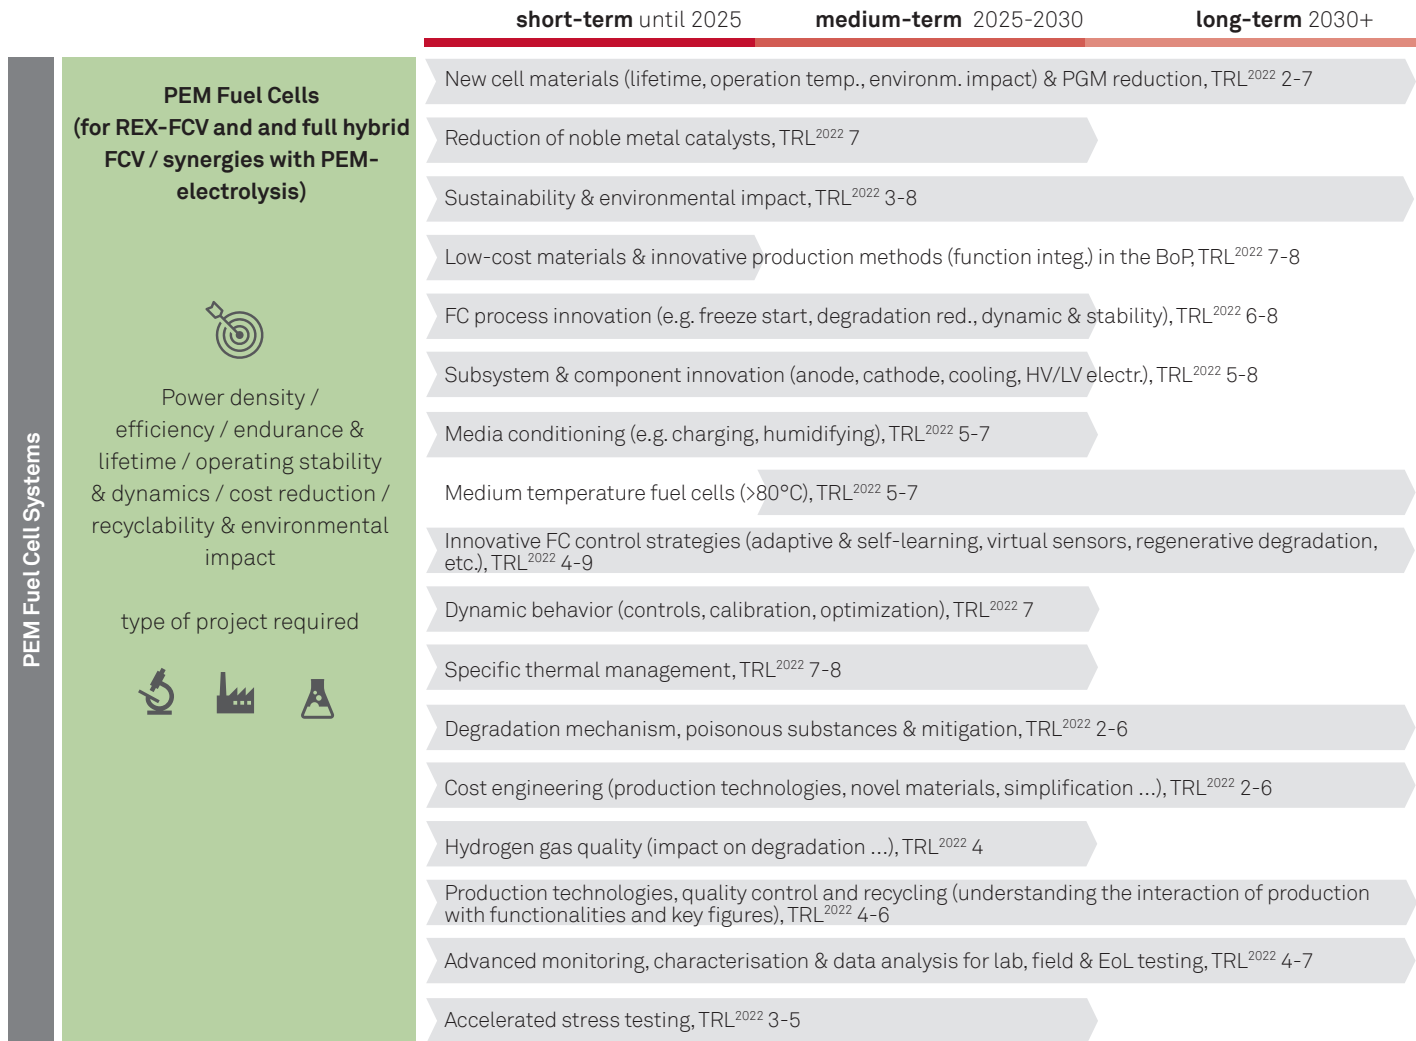 short-term until 2025
medium-term 2025-2030
long-term 2030+
PEM Fuel Cell Systems
PEM Fuel Cells
(for REX-FCV and and full hybrid
FCV / synergies with PEM-
electrolysis)
Power density /
efficiency / endurance &
lifetime / operating stability
& dynamics / cost reduction /
recyclability & environmental
impact
type of project required
New cell materials (lifetime, operation temp., environm. impact) & PGM reduction, TRL2022 2-7
Reduction of noble metal catalysts, TRL2022 7
Sustainability & environmental impact, TRL2022 3-8
Low-cost materials & innovative production methods (function integ.) in the BoP, TRL2022 7-8
FC process innovation (e.g. freeze start, degradation red., dynamic & stability), TRL2022 6-8
Subsystem & component innovation (anode, cathode, cooling, HV/LV electr.), TRL2022 5-8
Media conditioning (e.g. charging, humidifying), TRL2022 5-7
Medium temperature fuel cells (>80°C), TRL2022 5-7
Innovative FC control strategies (adaptive & self-learning, virtual sensors, regenerative degradation,
etc.), TRL2022 4-9
Dynamic behavior (controls, calibration, optimization), TRL2022 7
Specific thermal management, TRL2022 7-8
Degradation mechanism, poisonous substances & mitigation, TRL2022 2-6
Cost engineering (production technologies, novel materials, simplification ...), TRL2022 2-6
Hydrogen gas quality (impact on degradation ...), TRL2022 4
Production technologies, quality control and recycling (understanding the interaction of production
with functionalities and key figures), TRL2022 4-6
Advanced monitoring, characterisation & data analysis for lab, field & EoL testing, TRL2022 4-7
Accelerated stress testing, TRL2022 3-5